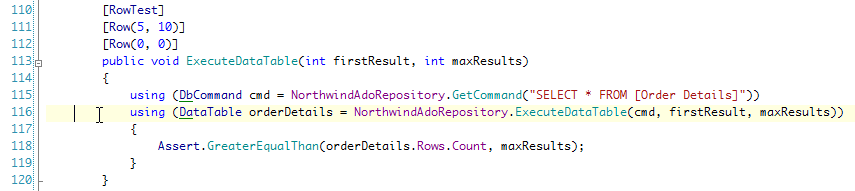 110 [RowTest]
111 [Row(5, 10)]
112 [Row(0, 0)]
113 public void ExecuteDataTable(int firstResult, int maxResults)
114 {
115 using (DbCommand cmd = NorthwindAdoRepository.GetCommand("SELECT * FROM [Order Details]"))
116 using (DataTable orderDetails = NorthwindAdoRepository.ExecuteDataTable(cmd, firstResult, maxResults))
117 {
118 Assert.GreaterEqualThan(orderDetails.Rows.Count, maxResults);
119 }
120 }